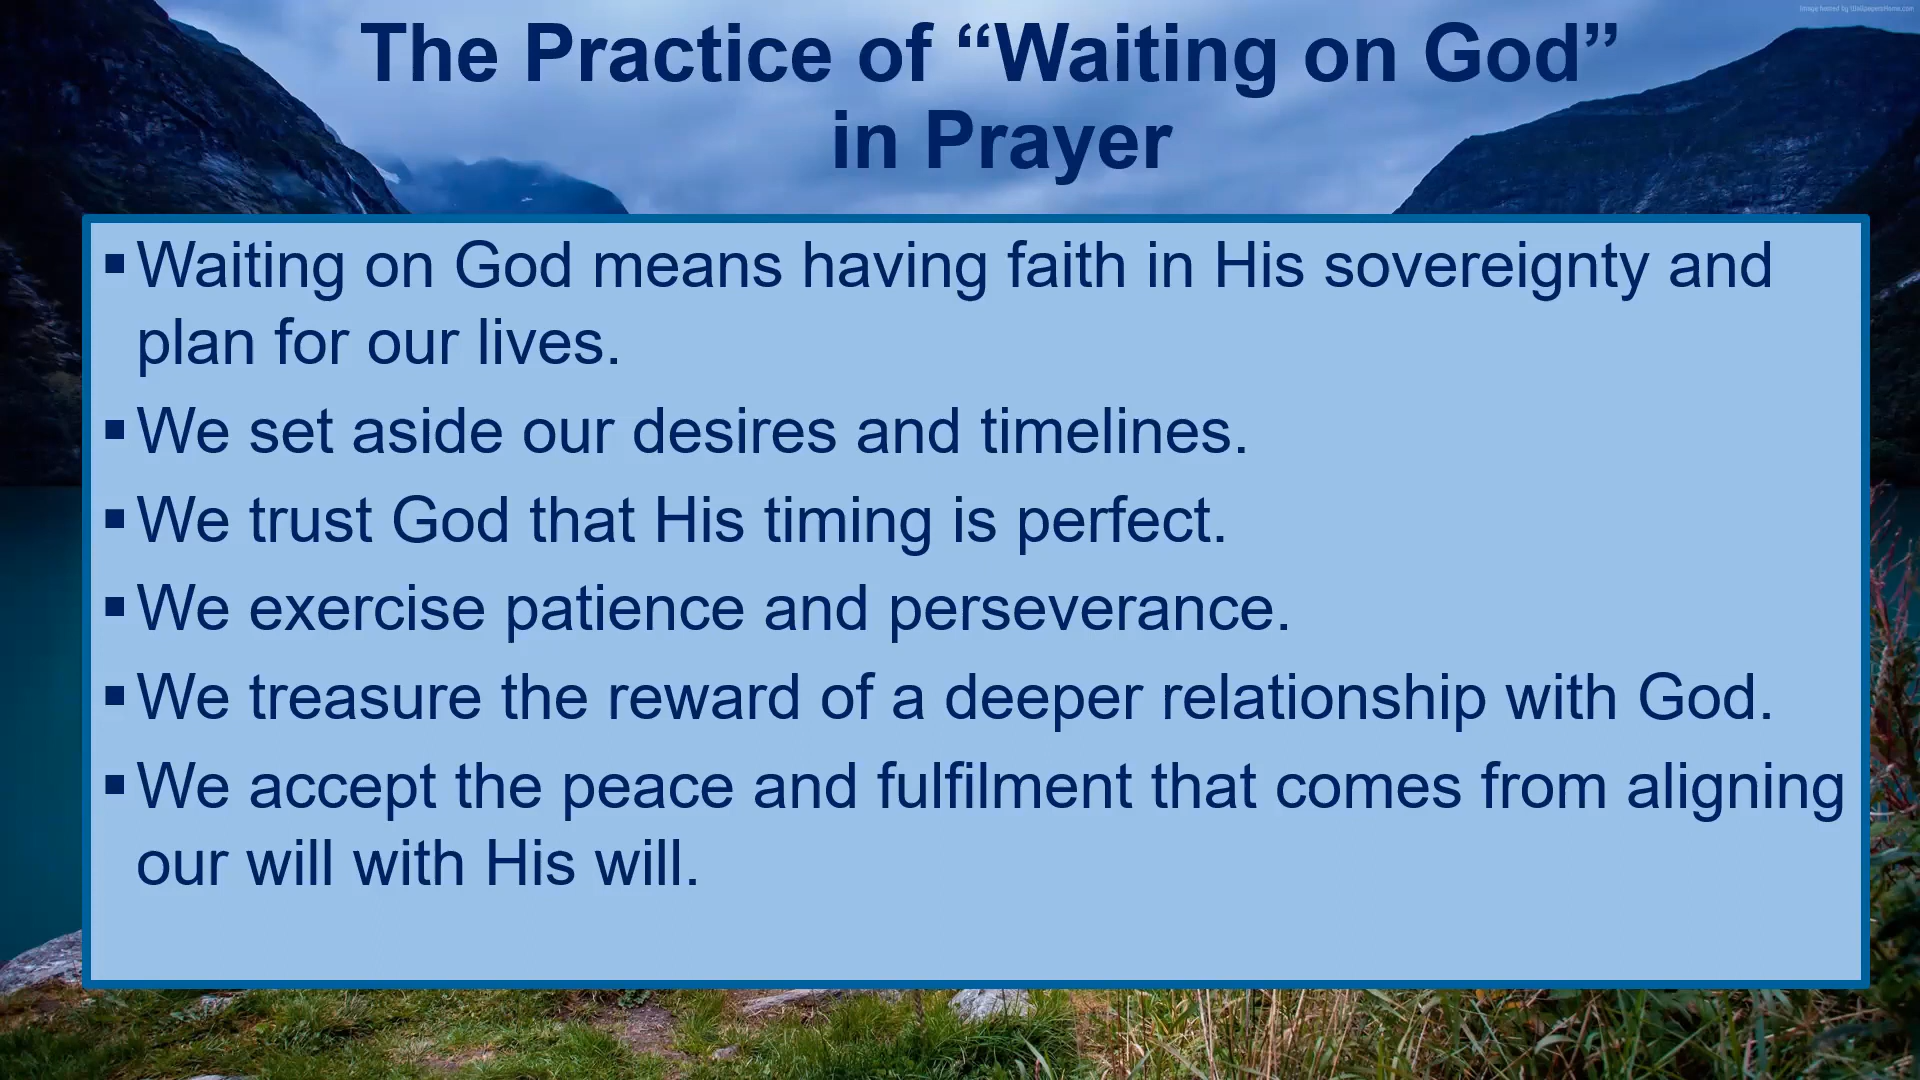 The Practice of “Waiting on God”
in Prayer
▪Waiting on God means having faith in His sovereignty and
plan for our lives.
▪We set aside our desires and timelines.
▪We trust God that His timing is perfect.
▪We exercise patience and perseverance.
▪We treasure the reward of a deeper relationship with God.
▪We accept the peace and fulfilment that comes from aligning
our will with His will.